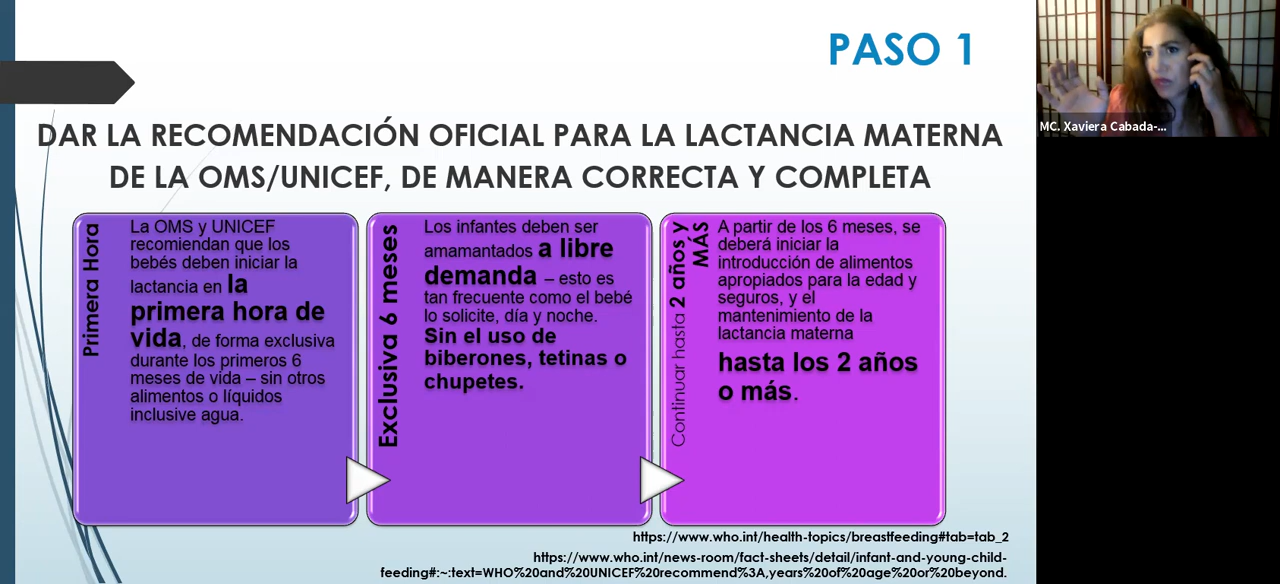 PASO 1
DAR LA RECOMENDACIÓN OFICIAL PARA LA LACTANCIA MATERNA
DE LA OMS/UNICEF, DE MANERA CORRECTA Y COMPLETA
Primera Hora
La OMS y UNICEF
recomiendan que los
bebés deben iniciar la
lactancia en la
primera hora de
vida, de forma exclusiva
durante los primeros 6
meses de vida – sin otros
alimentos o líquidos
inclusive agua.
Exclusiva 6 meses
Los infantes deben ser
amamantados a libre
demanda – esto es
tan frecuente como el bebé
lo solicite, día y noche.
Sin el uso de
biberones, tetinas o
chupetes.
Continuar hasta 2 años y
MÁS
A partir de los 6 meses, se
deberá iniciar la
introducción de alimentos
apropiados para la edad y
seguros, y el
mantenimiento de la
lactancia materna
hasta los 2 años
o más.
https://www.who.int/health-topics/breastfeeding#tab=tab_2
https://www.who.int/news-room/fact-sheets/detail/infant-and-young-child-
feeding#:~:text=WHO%20and%20UNICEF%20recommend%3A,years%20of%20age%20or%20beyond.
MC. Xaviera Cabada-...